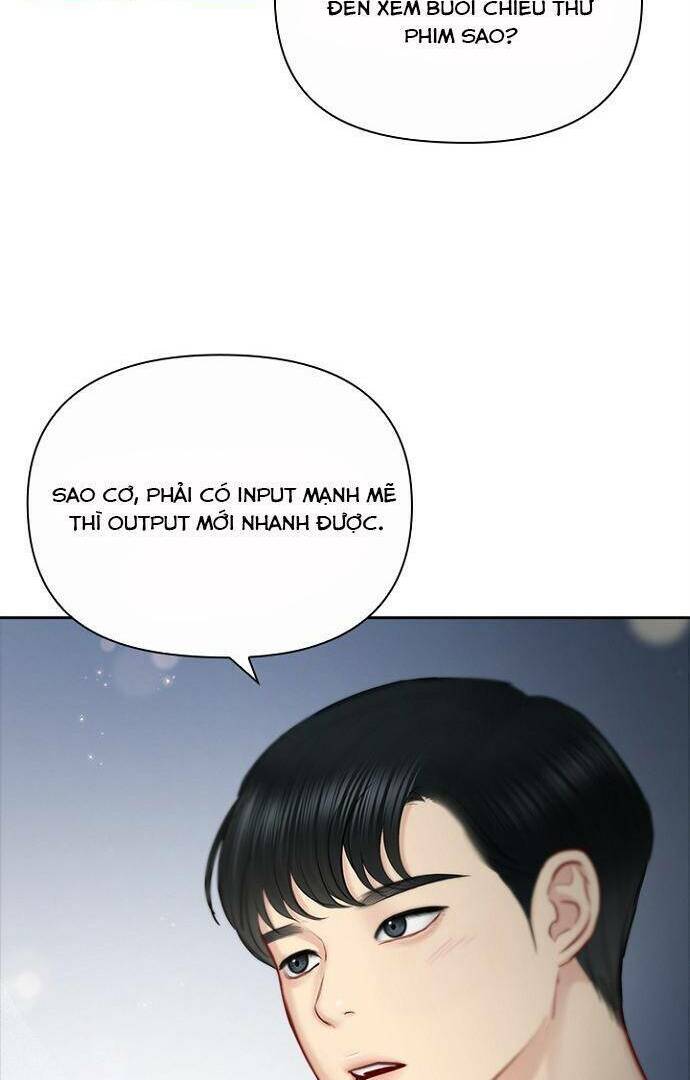 ĐẾN XEM BUỔI CHIẾU THỬ
PHIM SAO?
SAO CƠ, PHẢI CÓ INPUT MẠNH MẼ
THÌ OUTPUT MỚI NHANH ĐƯỢC.